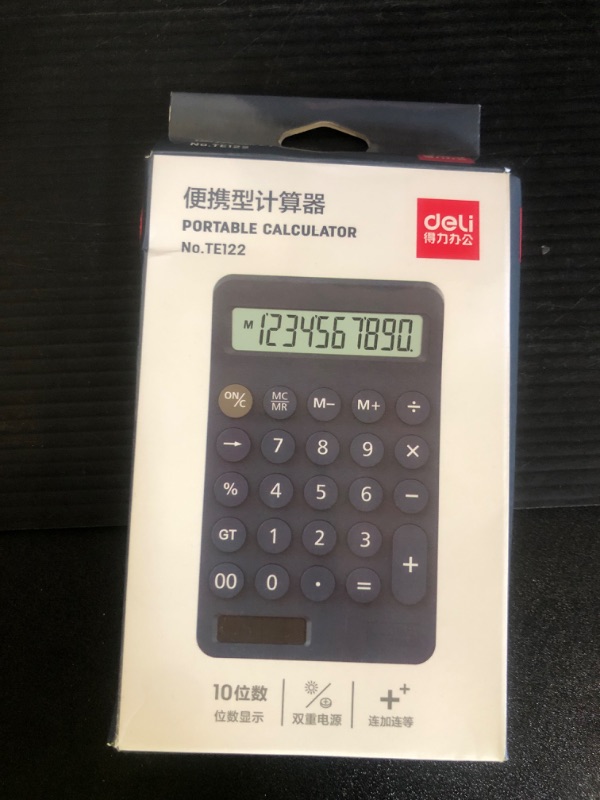 No.TE122
便携型计算器
PORTABLE CALCULATOR
No.TE122
deli
得力办公
M 1234567890.
ON/C MC/MR M− M+ ÷
→ 7 8 9 ×
% 4 5 6 −
GT 1 2 3 +
00 0 · =
10位数
位数显示
双重电源
++
连加连等